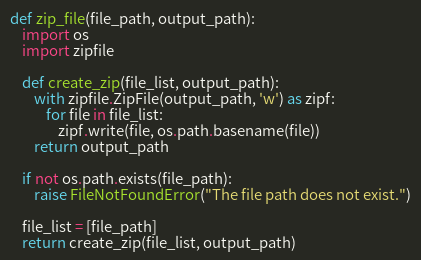 def zip_file(file_path, output_path):
    import os
    import zipfile

    def create_zip(file_list, output_path):
        with zipfile.ZipFile(output_path, 'w') as zipf:
            for file in file_list:
                zipf.write(file, os.path.basename(file))
        return output_path

    if not os.path.exists(file_path):
        raise FileNotFoundError("The file path does not exist.")

    file_list = [file_path]
    return create_zip(file_list, output_path)